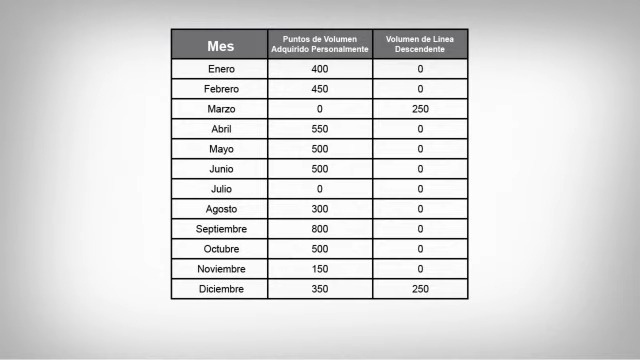 Mes Puntos de Volumen Adquirido Personalmente Volumen de Línea Descendente
Enero 400 0
Febrero 450 0
Marzo 0 250
Abril 550 0
Mayo 500 0
Junio 500 0
Julio 0 0
Agosto 300 0
Septiembre 800 0
Octubre 500 0
Noviembre 150 0
Diciembre 350 250